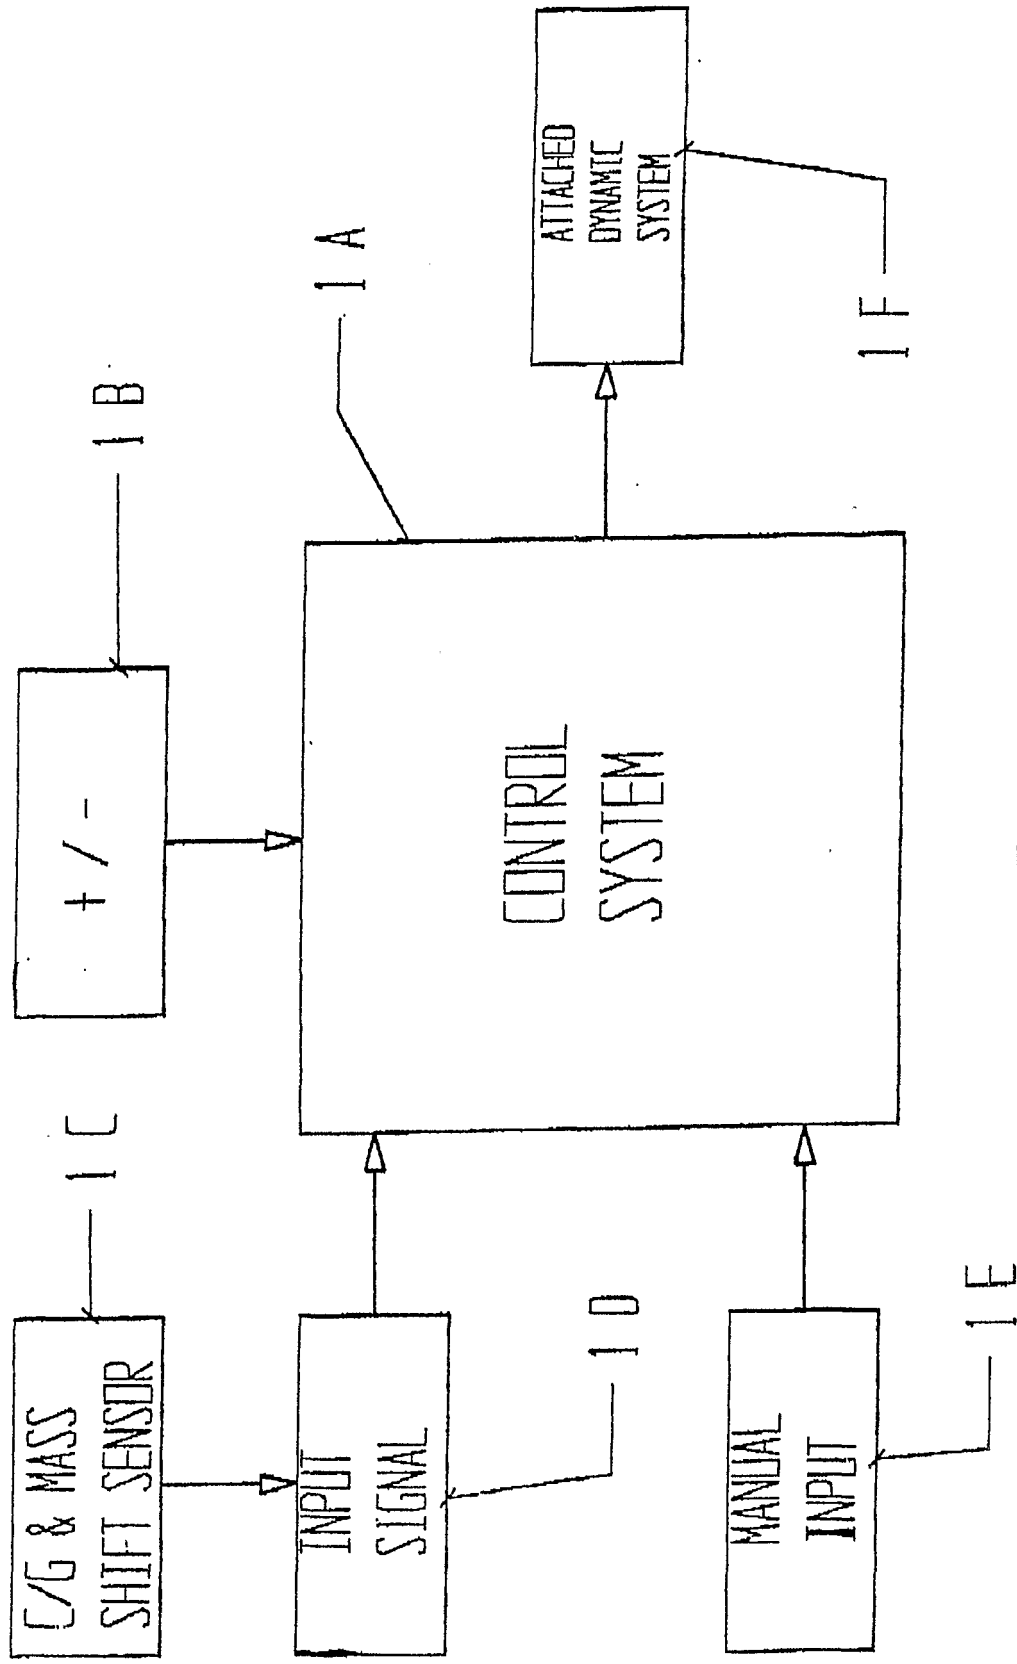 C/G & MASS
SHIFT SENSOR
1C
+/-
1B
INPUT
SIGNAL
1D
CONTROL
SYSTEM
1A
ATTACHED
DYNAMIC
SYSTEM
1F
MANUAL
INPUT
1E